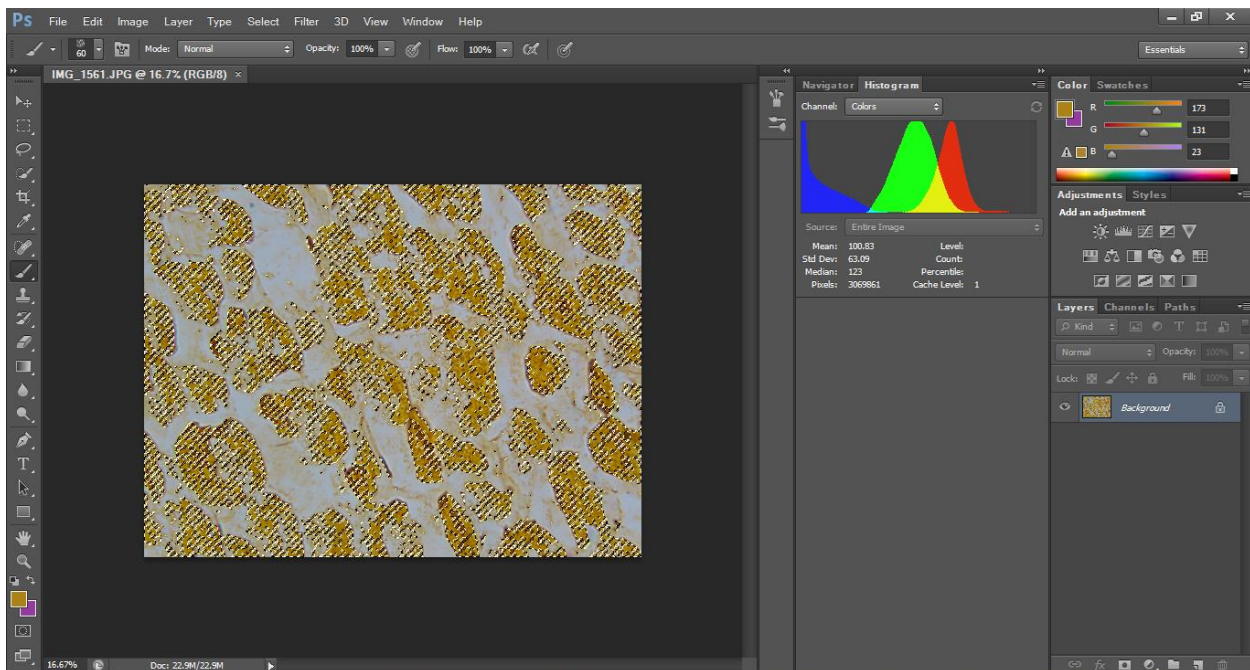 Ps File Edit Image Layer Type Select Filter 3D View Window Help
60 Mode: Normal Opacity: 100% Flow: 100% Essentials
IMG_1561.JPG @ 16.7% (RGB/8) ×
Navigator Histogram
Channel: Colors
Source: Entire Image
Mean: 100.83 Level:
Std Dev: 63.09 Count:
Median: 123 Percentile:
Pixels: 3069861 Cache Level: 1
Color Swatches
R 173
G 131
B 23
Adjustments Styles
Add an adjustment
Layers Channels Paths
Kind
Normal Opacity: 100%
Lock: Fill: 100%
Background
fx
16.67% Doc: 22.9M/22.9M